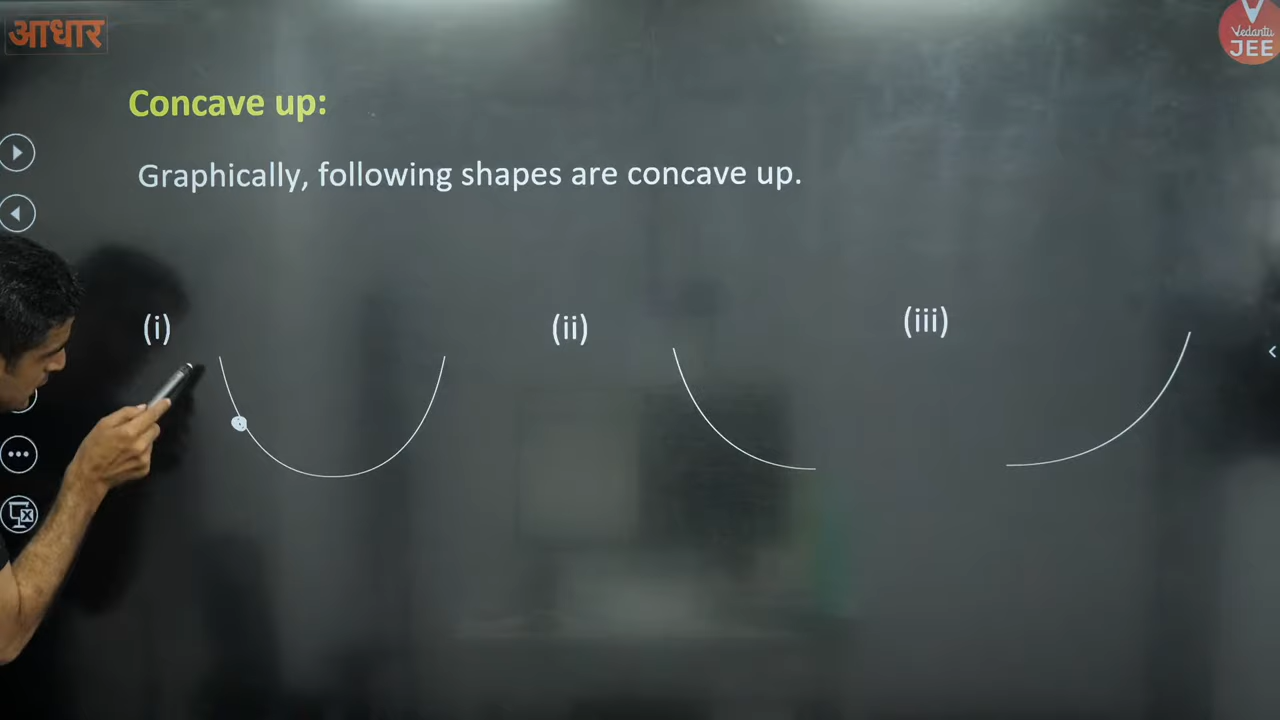 आधार
Vedantu
JEE
Concave up:
Graphically, following shapes are concave up.
(i)
(ii)
(iii)